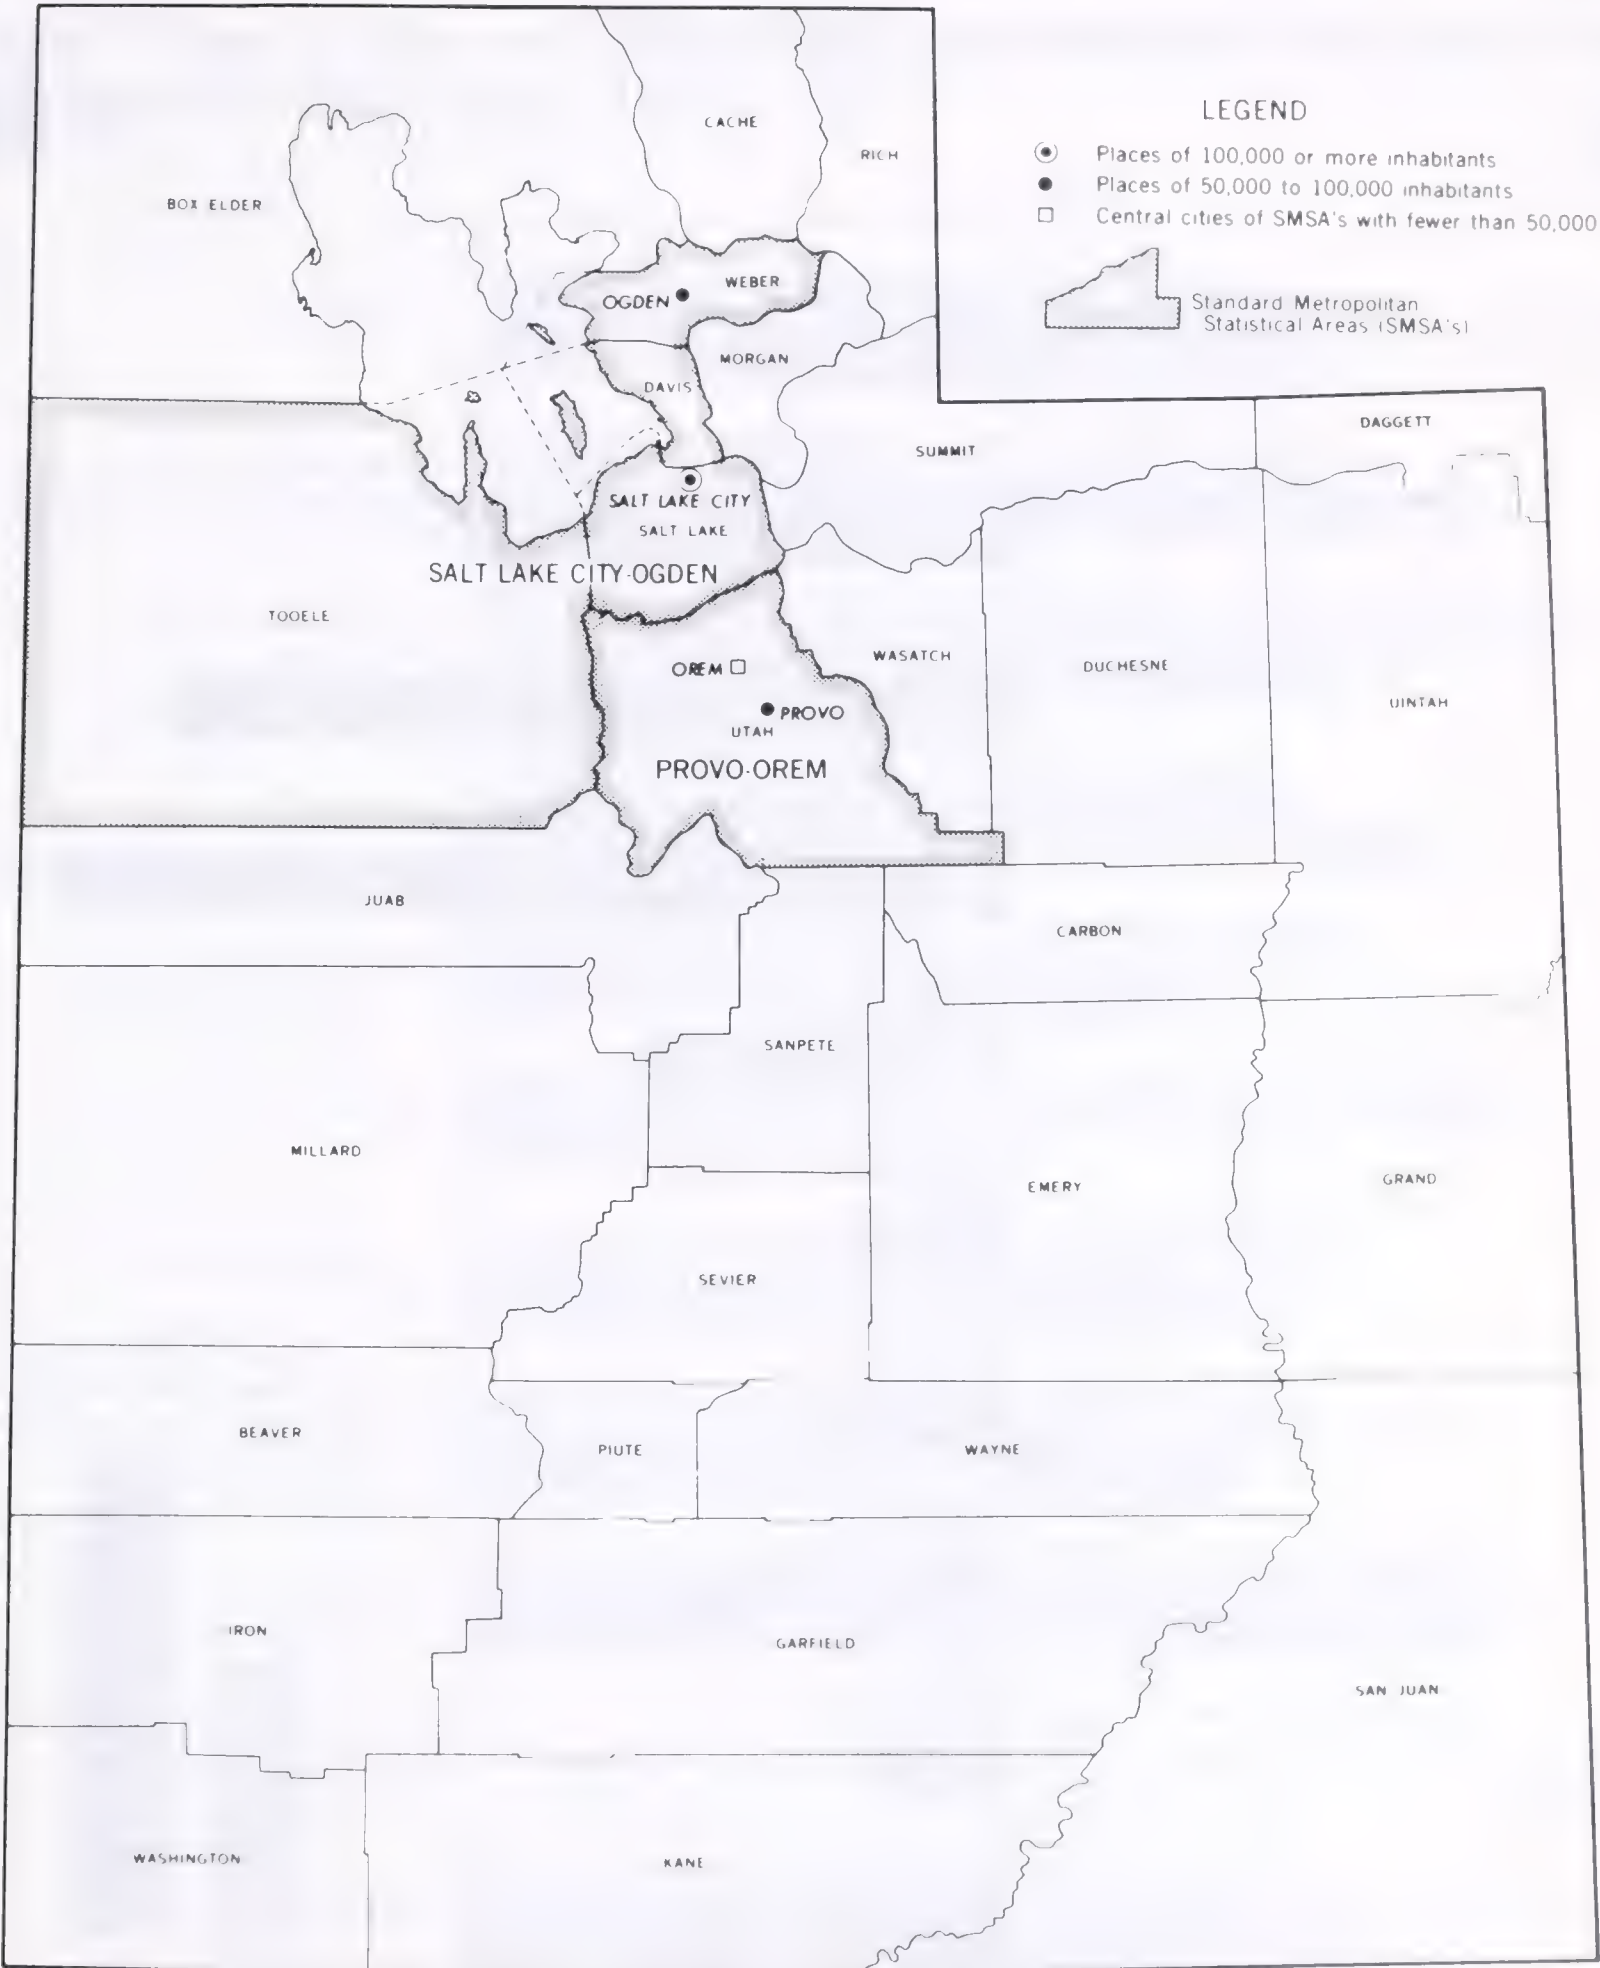 LEGEND
Places of 100,000 or more inhabitants
Places of 50,000 to 100,000 inhabitants
Central cities of SMSA's with fewer than 50,000
Standard Metropolitan
Statistical Areas (SMSA's)
CACHE
RICH
BOX ELDER
WEBER
OGDEN
MORGAN
DAVIS
DAGGETT
SUMMIT
SALT LAKE CITY
SALT LAKE
SALT LAKE CITY-OGDEN
TOOELE
WASATCH
DUCHESNE
OREM
UINTAH
PROVO
UTAH
PROVO-OREM
JUAB
CARBON
SANPETE
MILLARD
EMERY
GRAND
SEVIER
BEAVER
PIUTE
WAYNE
IRON
GARFIELD
SAN JUAN
WASHINGTON
KANE